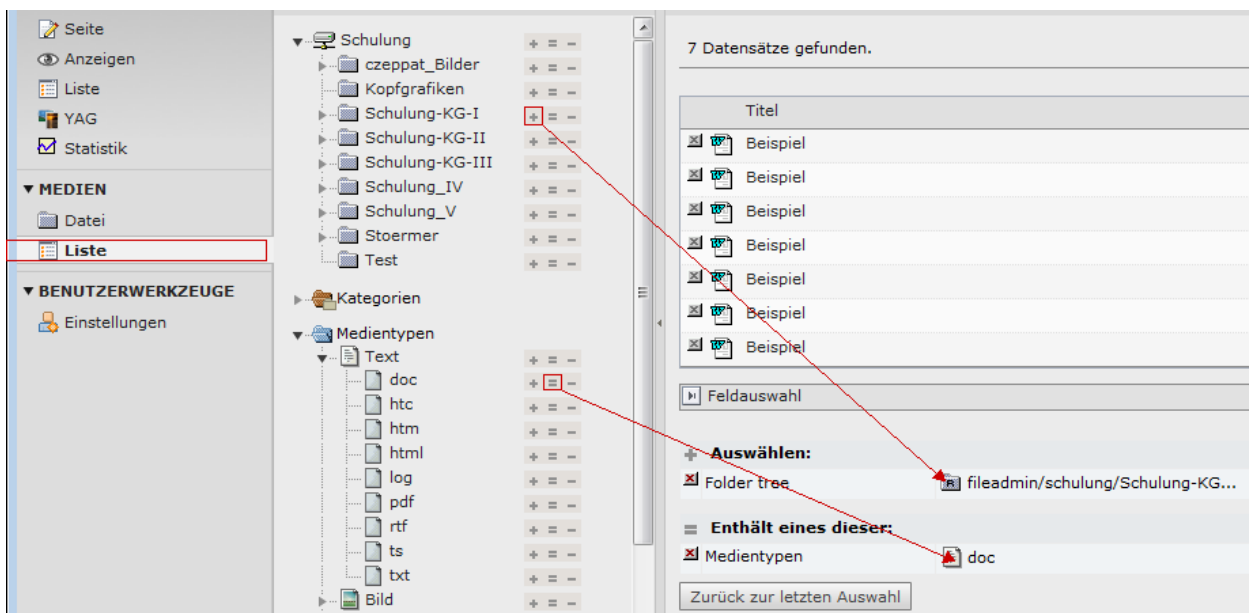 Seite
Anzeigen
Liste
YAG
Statistik
MEDIEN
Datei
Liste
BENUTZERWERKZEUGE
Einstellungen
Schulung
czeppat_Bilder
Kopfgrafiken
Schulung-KG-I
Schulung-KG-II
Schulung-KG-III
Schulung_IV
Schulung_V
Stoermer
Test
Kategorien
Medientypen
Text
doc
htc
htm
html
log
pdf
rtf
ts
txt
Bild
7 Datensätze gefunden.
Titel
Beispiel
Beispiel
Beispiel
Beispiel
Beispiel
Beispiel
Beispiel
Feldauswahl
Auswählen:
Folder tree fileadmin/schulung/Schulung-KG...
Enthält eines dieser:
Medientypen doc
Zurück zur letzten Auswahl